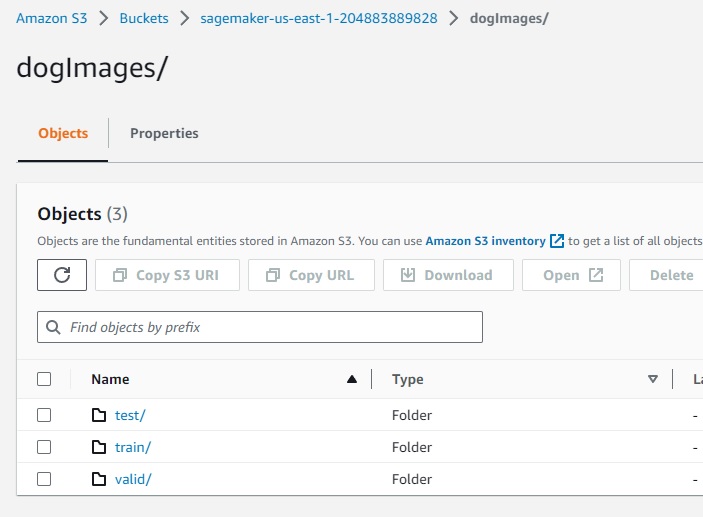 Amazon S3 > Buckets > sagemaker-us-east-1-204883889828 > dogImages/
dogImages/
Objects Properties
Objects (3)
Objects are the fundamental entities stored in Amazon S3. You can use Amazon S3 inventory to get a list of all objects
Copy S3 URI Copy URL Download Open Delete
Find objects by prefix
Name Type
test/ Folder -
train/ Folder -
valid/ Folder -